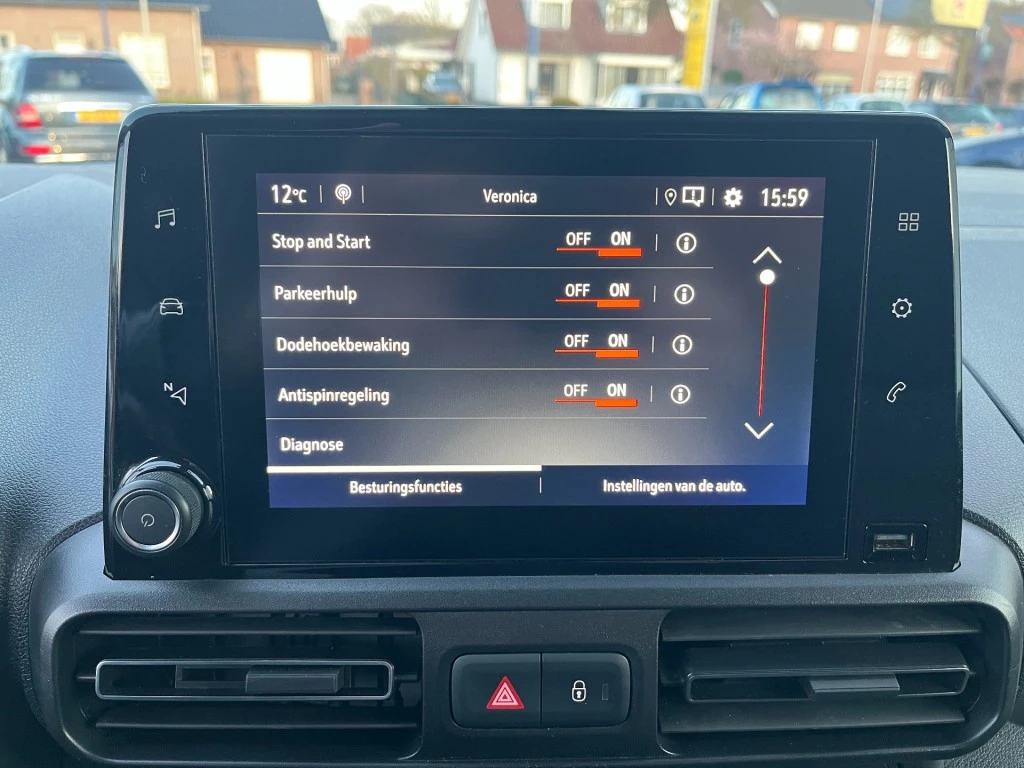 12°C Veronica 15:59
Stop and Start OFF ON
Parkeerhulp OFF ON
Dodehoekbewaking OFF ON
Antispinregeling OFF ON
Diagnose
Besturingsfuncties Instellingen van de auto.
N